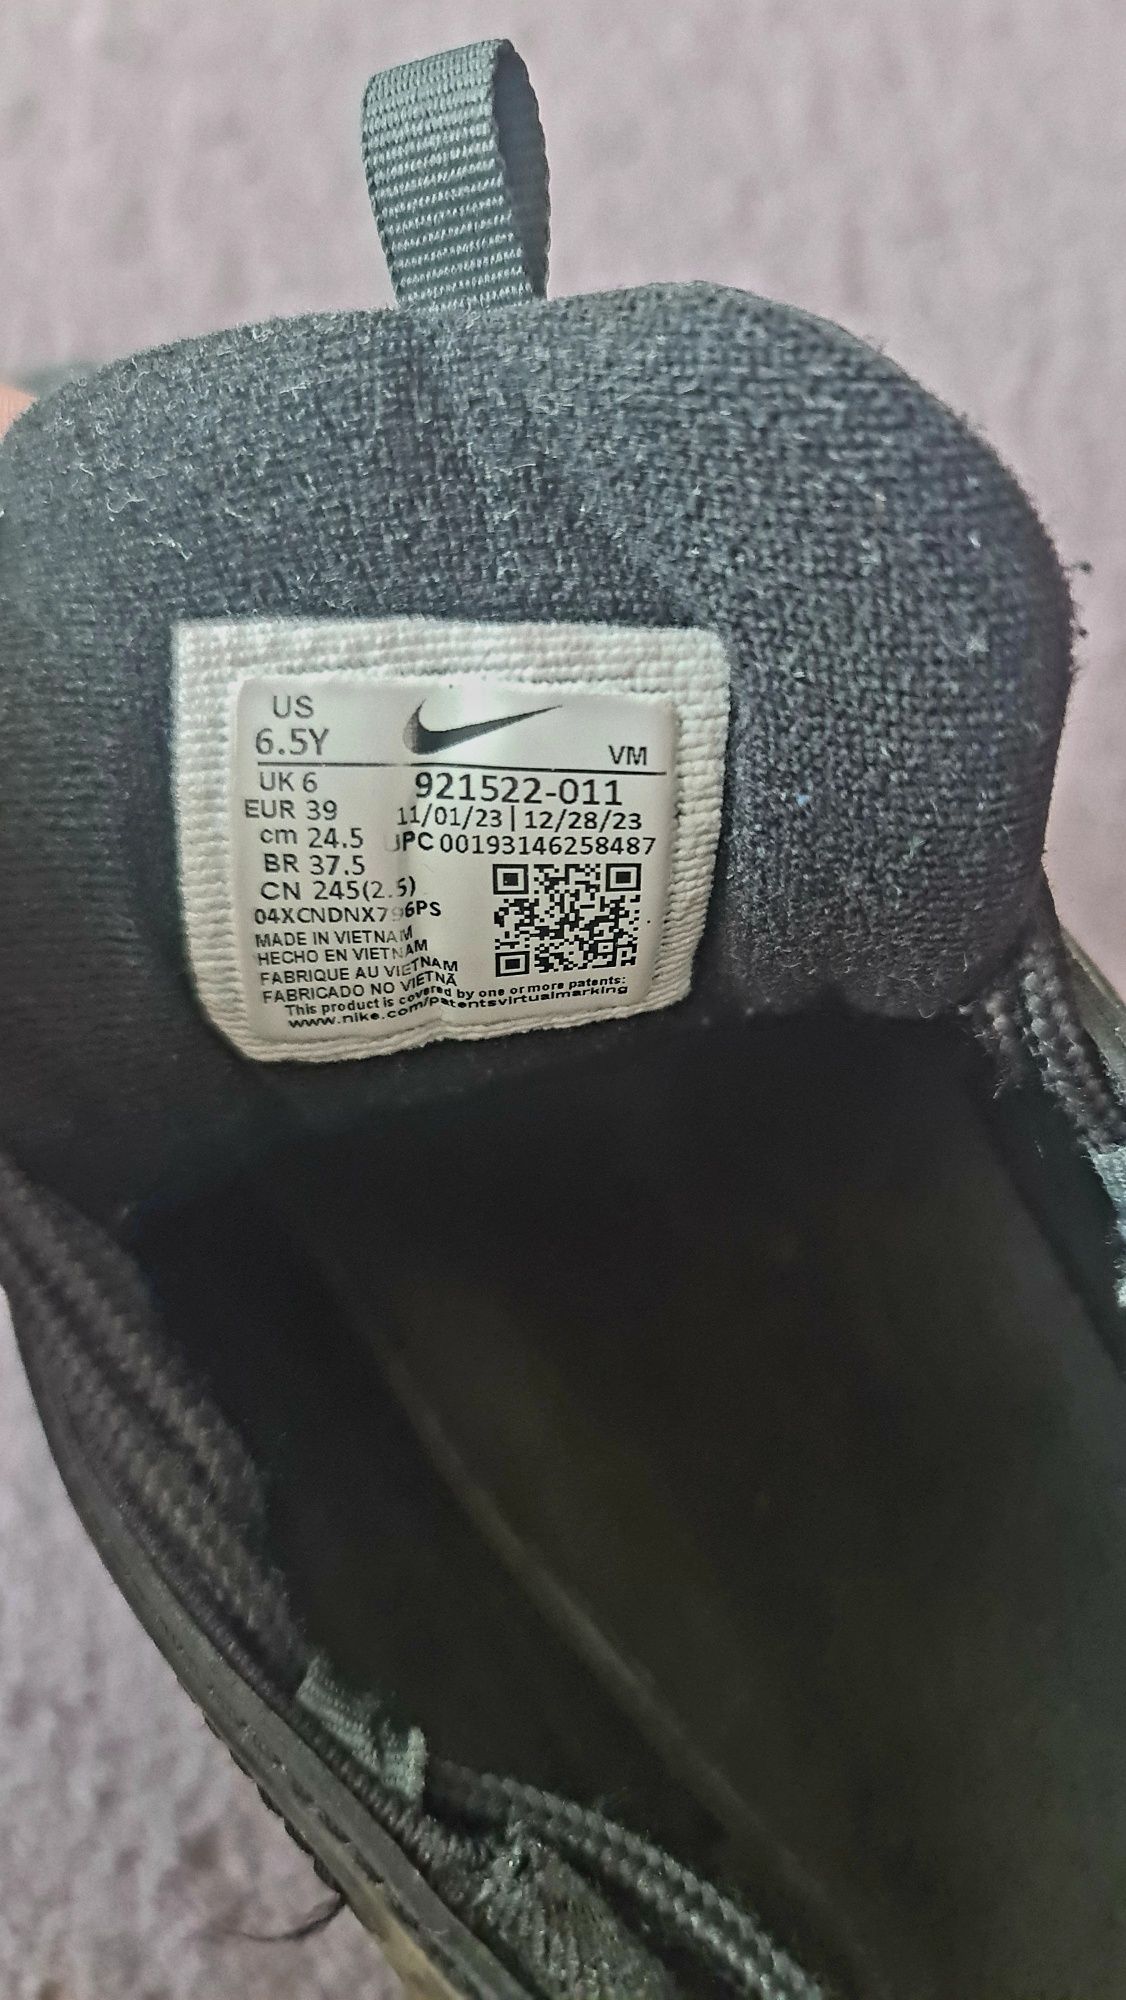 US
6.5Y
VM
UK 6
921522-011
EUR 39
11/01/23 | 12/28/23
cm 24.5
UPC 00193146258487
BR 37.5
CN 245(2.5)
MADE IN VIETNAM
HECHO EN VIETNAM
FABRIQUE AU VIETNAM
FABRICADO NO VIETNÃ
This product is covered by one or more patents:
www.nike.com/patentsvirtualmarking